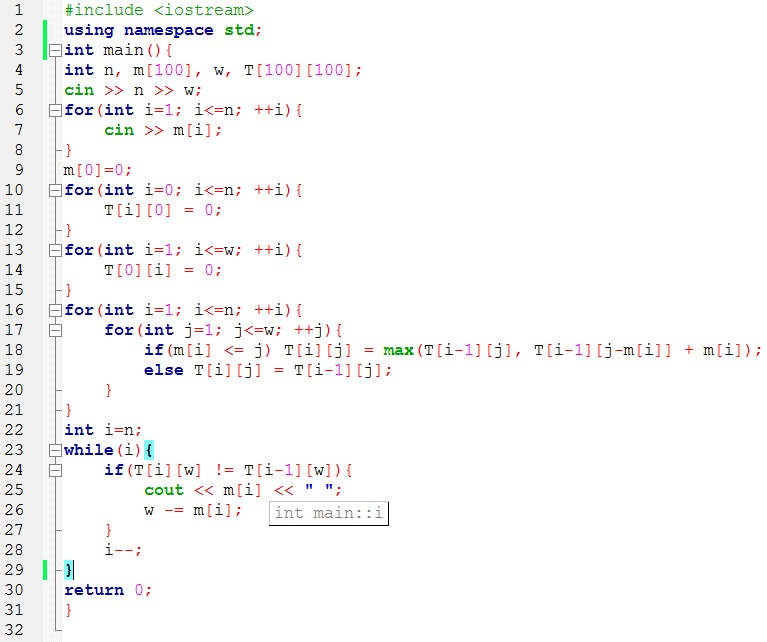 1 #include <iostream>
2 using namespace std;
3 int main(){
4 int n, m[100], w, T[100][100];
5 cin >> n >> w;
6 for(int i=1; i<=n; ++i){
7     cin >> m[i];
8 }
9 m[0]=0;
10 for(int i=0; i<=n; ++i){
11     T[i][0] = 0;
12 }
13 for(int i=1; i<=w; ++i){
14     T[0][i] = 0;
15 }
16 for(int i=1; i<=n; ++i){
17     for(int j=1; j<=w; ++j){
18         if(m[i] <= j) T[i][j] = max(T[i-1][j], T[i-1][j-m[i]] + m[i]);
19         else T[i][j] = T[i-1][j];
20     }
21 }
22 int i=n;
23 while(i){
24     if(T[i][w] != T[i-1][w]){
25         cout << m[i] << " ";
26         w -= m[i]; int main::i
27     }
28     i--;
29 }
30 return 0;
31 }
32